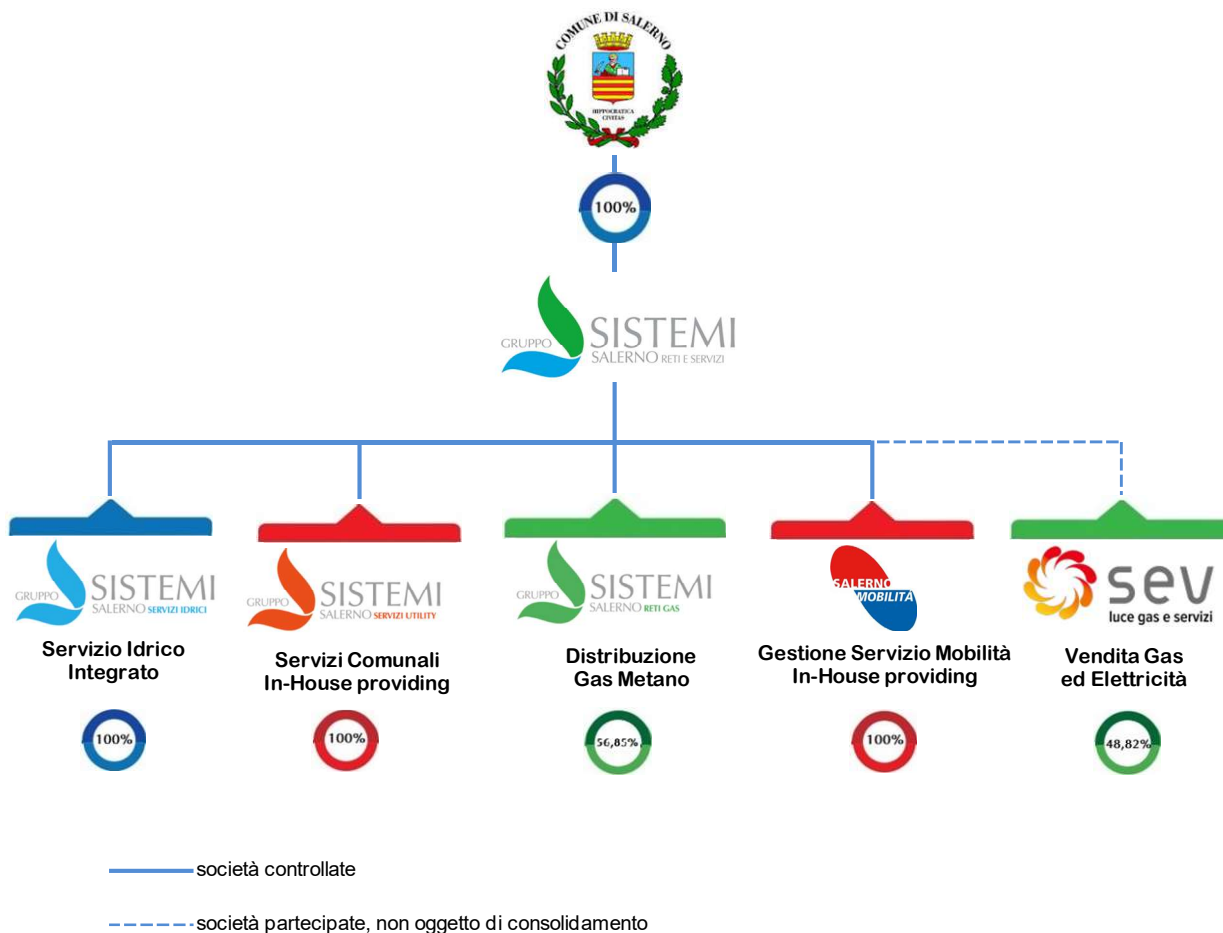 COMUNE DI SALERNO
HIPPOCRATICA
CIVITAS
100%
GRUPPO SISTEMI
SALERNO RETI E SERVIZI
GRUPPO SISTEMI
SALERNO SERVIZI IDRICI
Servizio Idrico
Integrato
100%
GRUPPO SISTEMI
SALERNO SERVIZI UTILITY
Servizi Comunali
In-House providing
100%
GRUPPO SISTEMI
SALERNO RETI GAS
Distribuzione
Gas Metano
56,85%
SALERNO
MOBILITÀ
Gestione Servizio Mobilità
In-House providing
100%
sev
luce gas e servizi
Vendita Gas
ed Elettricità
48,82%
società controllate
società partecipate, non oggetto di consolidamento